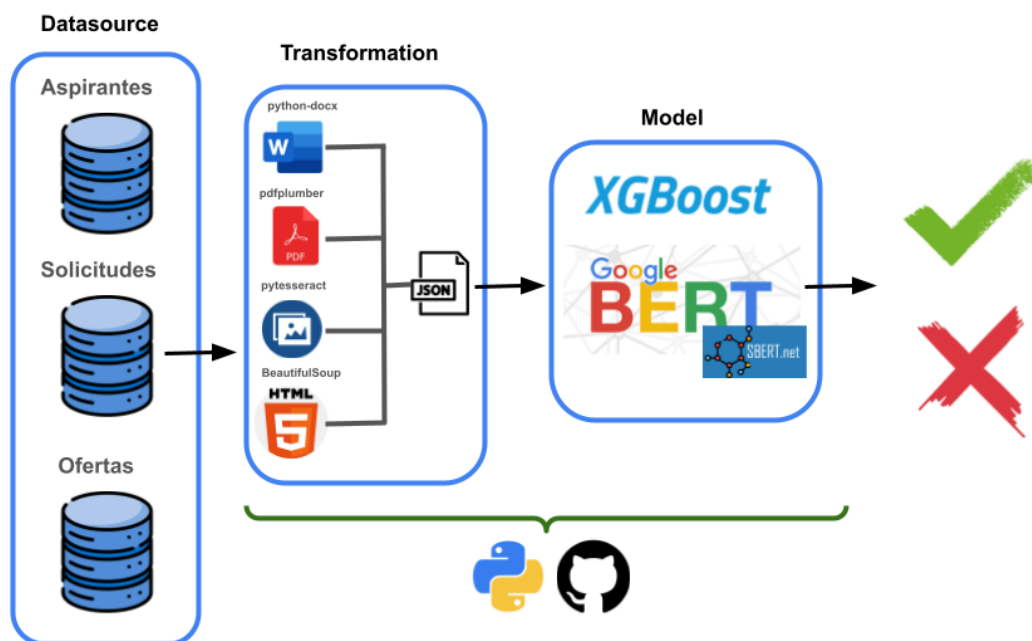 Datasource
Aspirantes
Solicitudes
Ofertas
Transformation
python-docx
W
pdfplumber
PDF
pytesseract
BeautifulSoup
HTML
5
JSON
Model
XGBoost
Google
BERT
SBERT.net